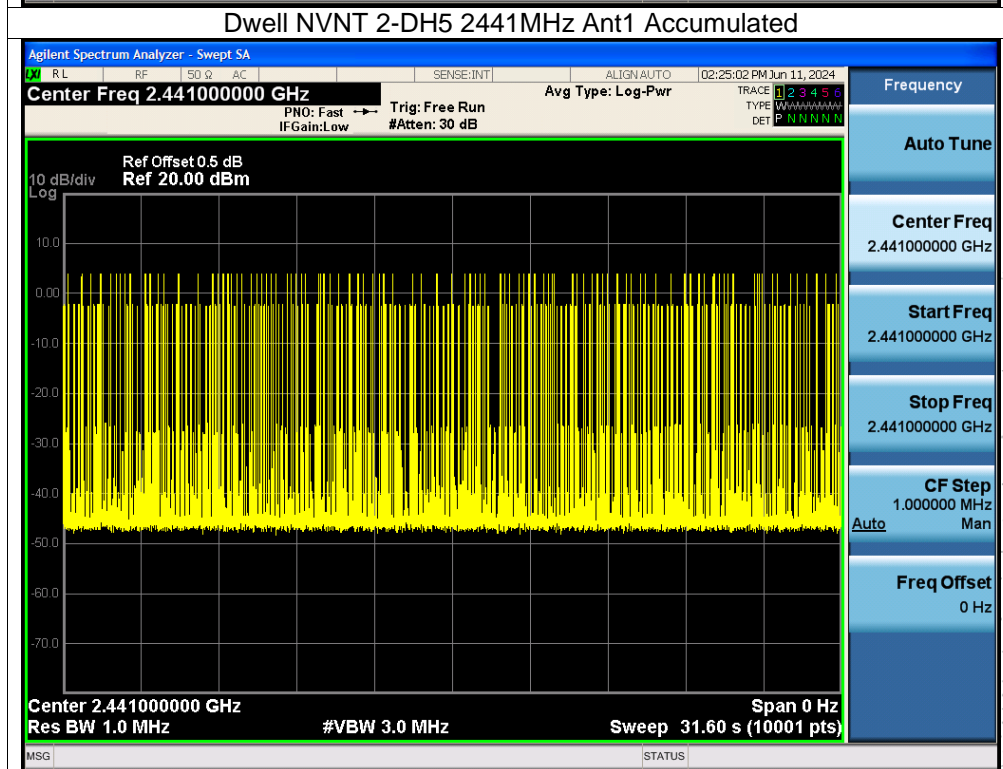 Dwell NVNT 2-DH5 2441MHz Ant1 Accumulated
Agilent Spectrum Analyzer - Swept SA
LXI RL RF 50 Ω AC SENSE:INT ALIGN AUTO 02:25:02 PM Jun 11, 2024
Center Freq 2.441000000 GHz
PNO: Fast
IFGain:Low
Trig: Free Run
#Atten: 30 dB
Avg Type: Log-Pwr
TRACE 1 2 3 4 5 6
TYPE
DET P N N N N N
Frequency
Auto Tune
Center Freq
2.441000000 GHz
Start Freq
2.441000000 GHz
Stop Freq
2.441000000 GHz
CF Step
1.000000 MHz
Auto Man
Freq Offset
0 Hz
Ref Offset 0.5 dB
10 dB/div Ref 20.00 dBm
Log
10.0
0.00
-10.0
-20.0
-30.0
-40.0
-50.0
-60.0
-70.0
Center 2.441000000 GHz Span 0 Hz
Res BW 1.0 MHz #VBW 3.0 MHz Sweep 31.60 s (10001 pts)
MSG STATUS